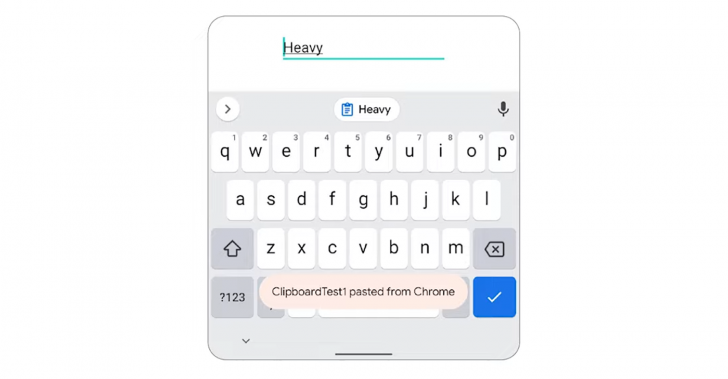 Heavy
Heavy
1 2 3 4 5 6 7 8 9 0
q w e r t y u i o p
a s d f g h j k l
z x c v b n m
?123
ClipboardTest1 pasted from Chrome